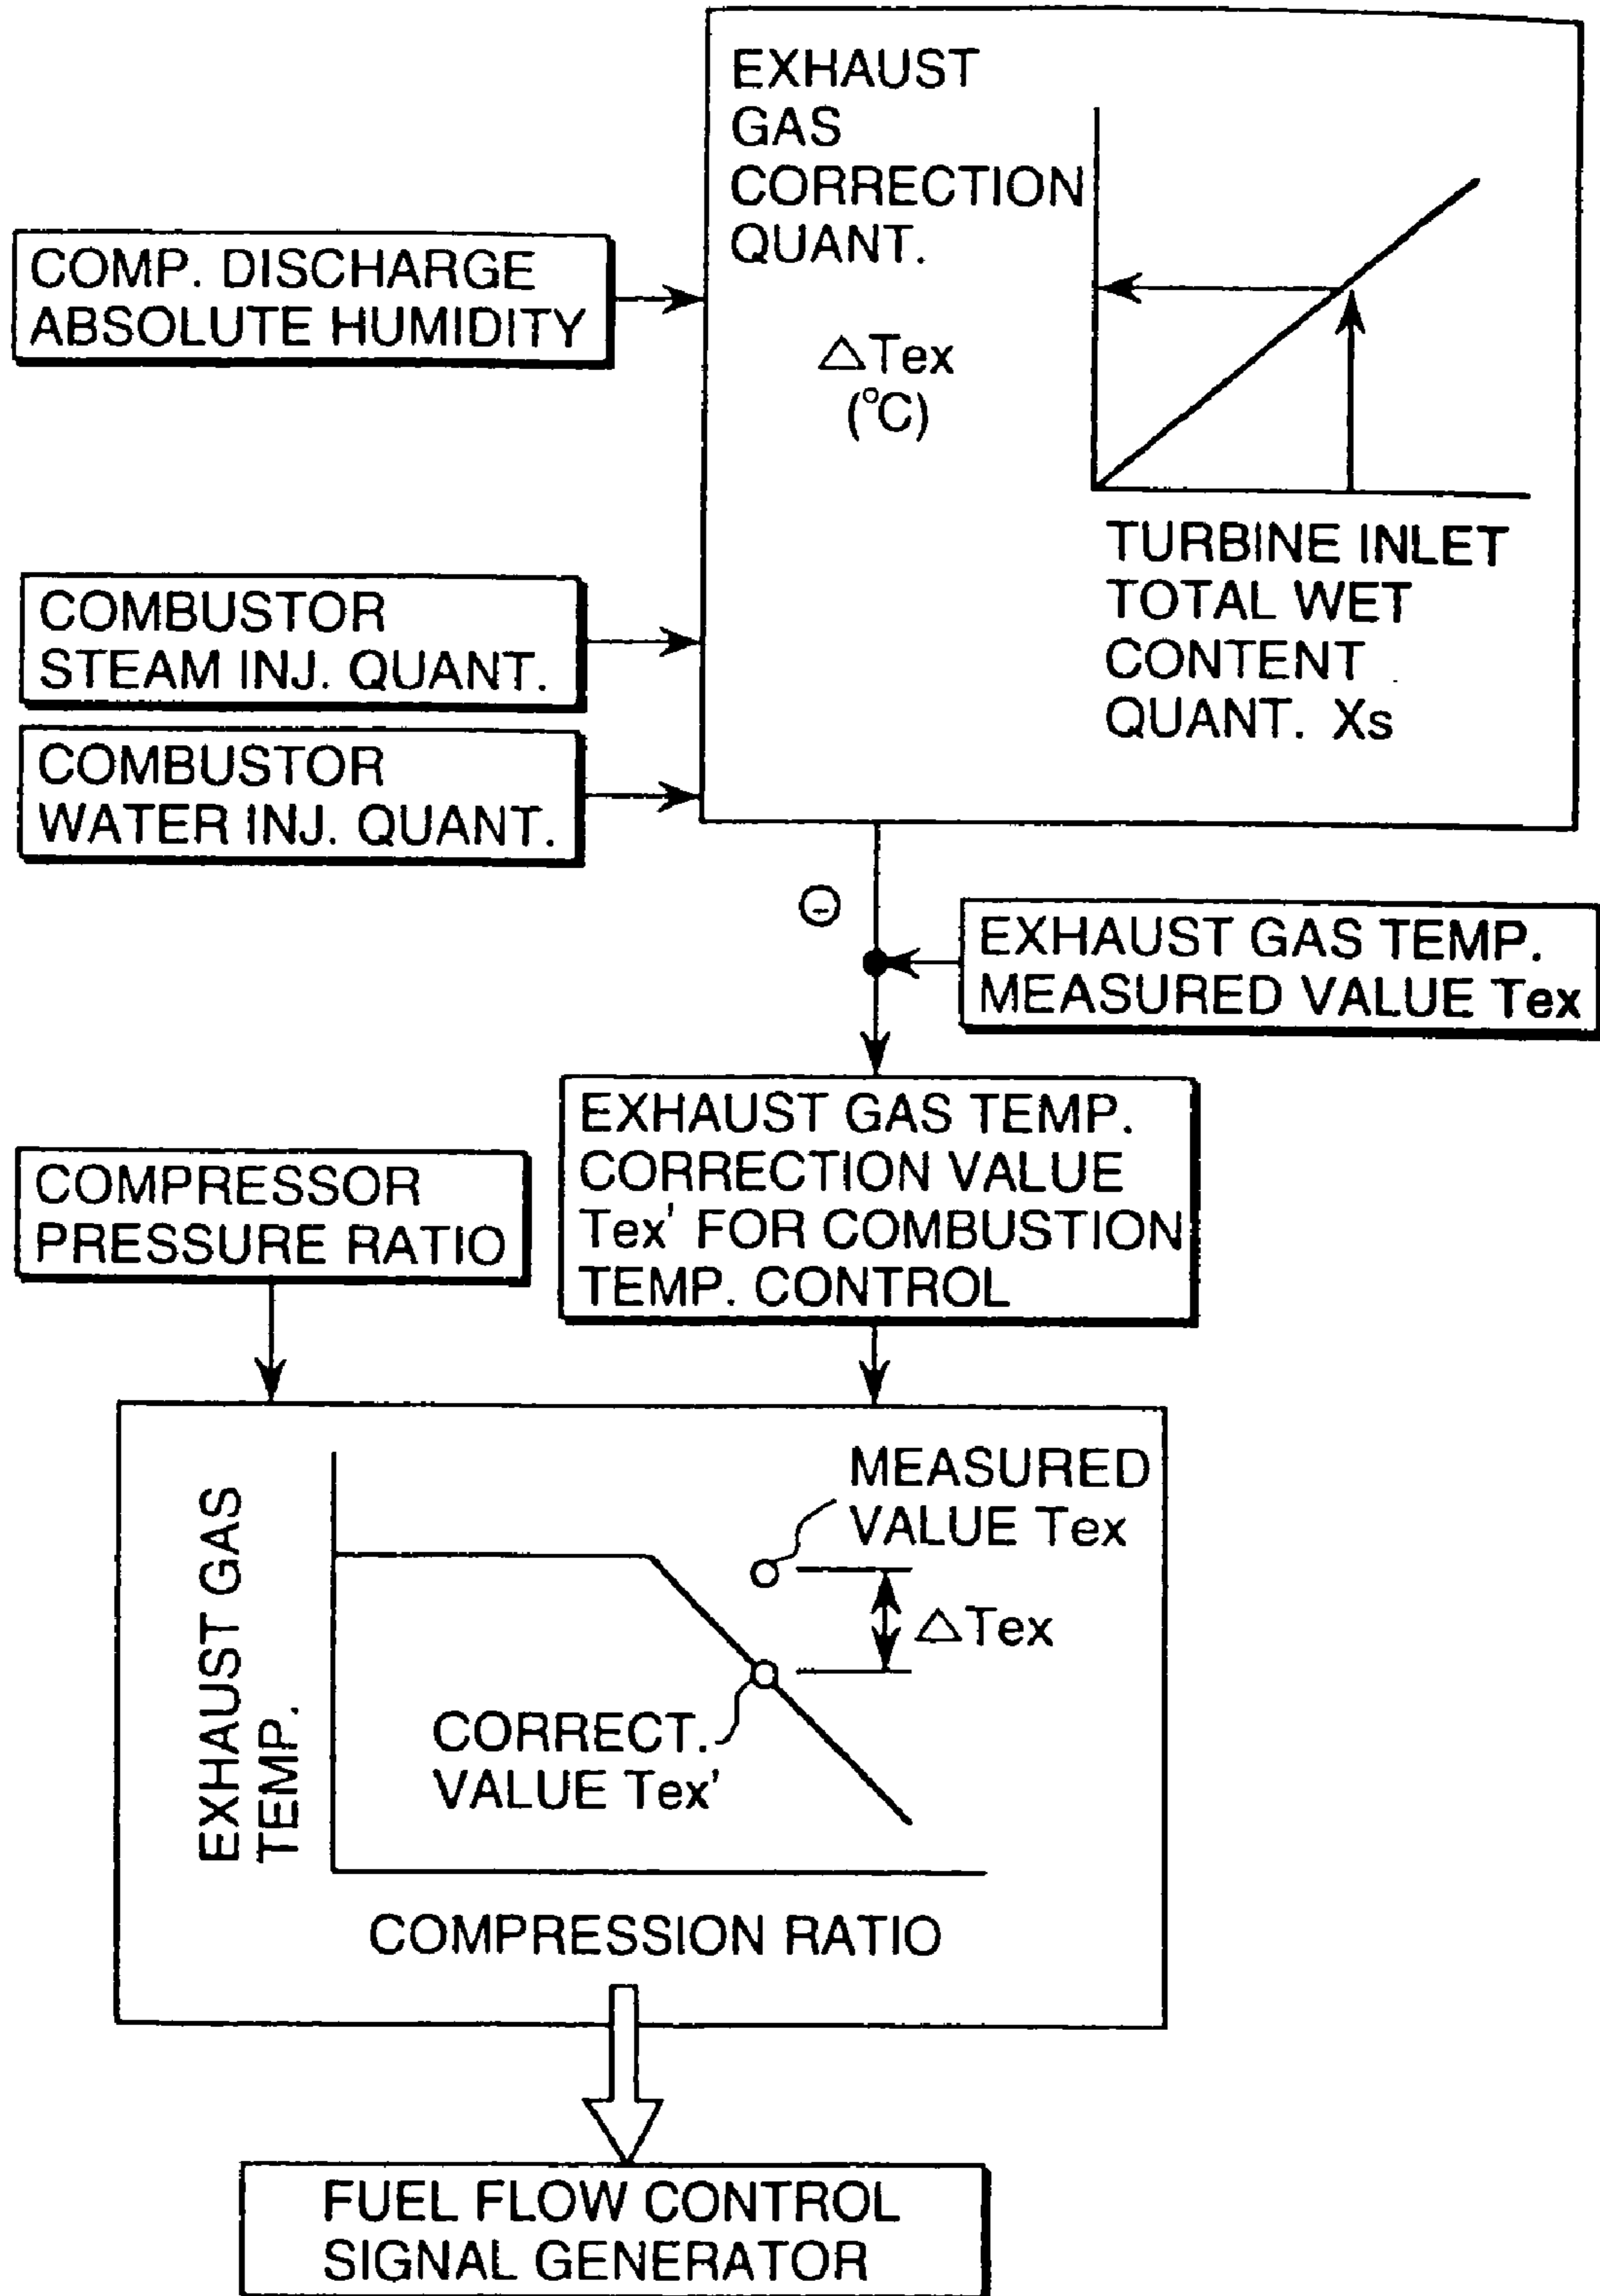 EXHAUST
GAS
CORRECTION
QUANT.
△Tex
(°C)
TURBINE INLET
TOTAL WET
CONTENT
QUANT. Xs
COMP. DISCHARGE
ABSOLUTE HUMIDITY
COMBUSTOR
STEAM INJ. QUANT.
COMBUSTOR
WATER INJ. QUANT.
⊖
EXHAUST GAS TEMP.
MEASURED VALUE Tex
EXHAUST GAS TEMP.
CORRECTION VALUE
Tex' FOR COMBUSTION
TEMP. CONTROL
COMPRESSOR
PRESSURE RATIO
EXHAUST GAS
TEMP.
MEASURED
VALUE Tex
△Tex
CORRECT.
VALUE Tex'
COMPRESSION RATIO
FUEL FLOW CONTROL
SIGNAL GENERATOR